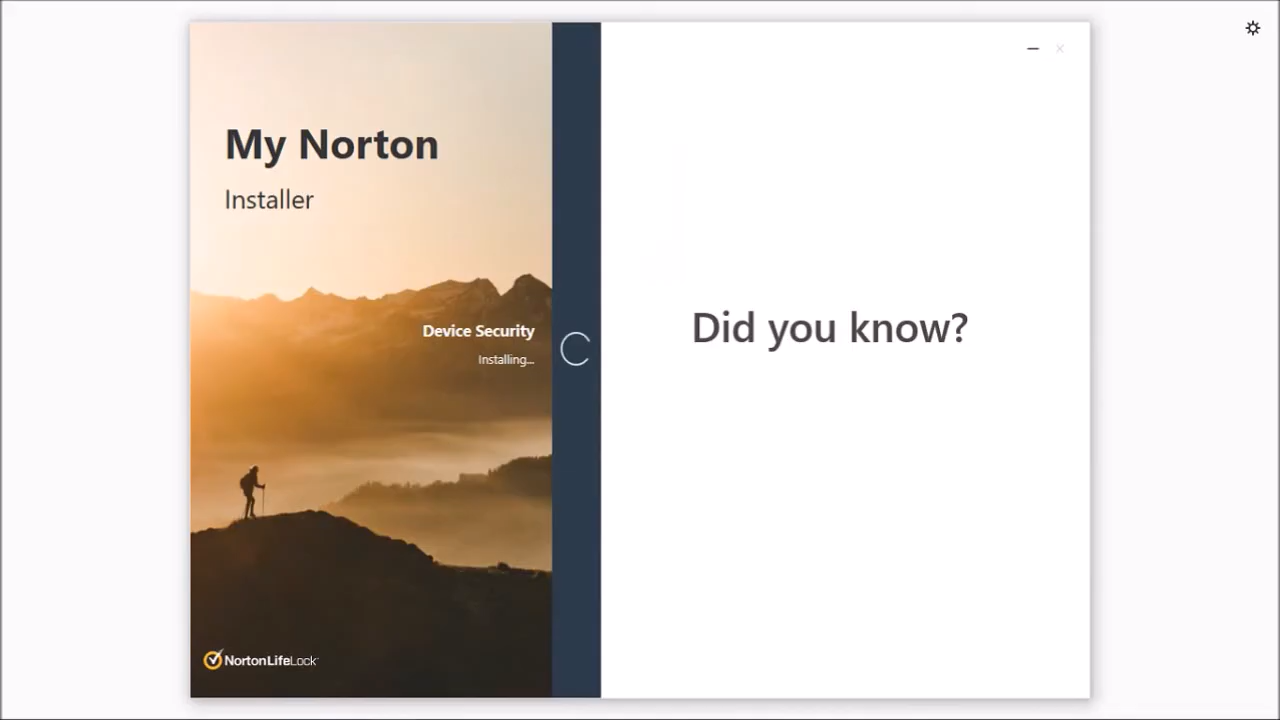 My Norton
Installer
Device Security
Installing...
NortonLifeLock
Did you know?